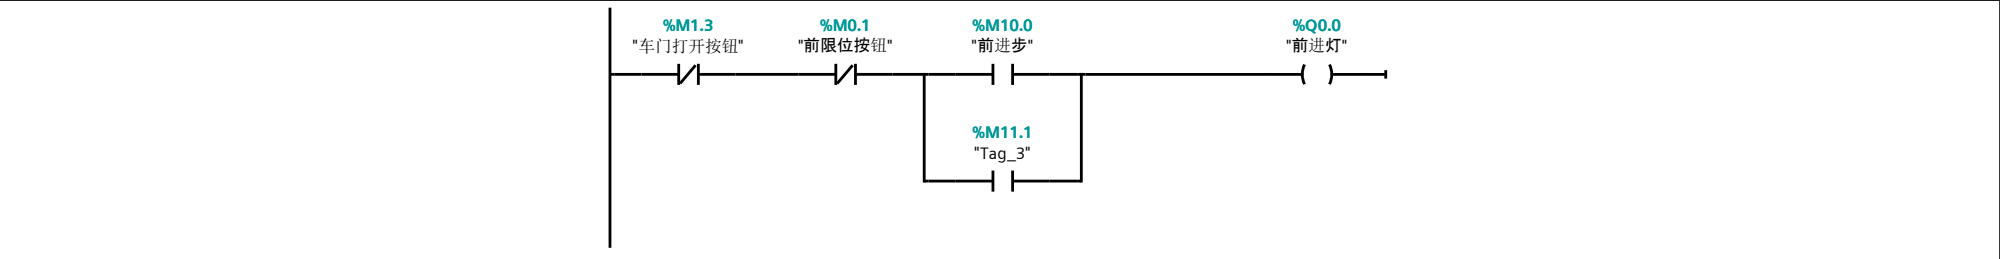 %M1.3
"车门打开按钮"
%M0.1
"前限位按钮"
%M10.0
"前进步"
%Q0.0
"前进灯"
%M11.1
"Tag_3"